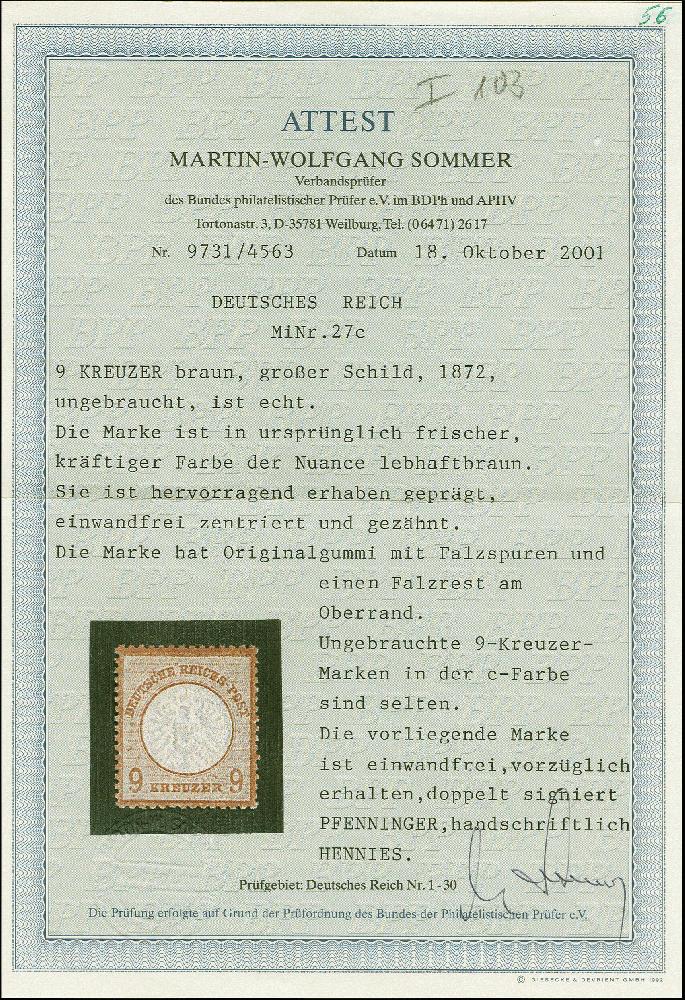 56
I 103
ATTEST
MARTIN-WOLFGANG SOMMER
Verbandsprüfer
des Bundes philatelistischer Prüfer e.V. im BDPh und APHV
Tortonastr. 3, D-35781 Weilburg, Tel. (06471) 2617
Nr. 9731/4563 Datum 18. Oktober 2001
DEUTSCHES REICH
MiNr.27c
9 KREUZER braun, großer Schild, 1872,
ungebraucht, ist echt.
Die Marke ist in ursprünglich frischer,
kräftiger Farbe der Nuance lebhaftbraun.
Sie ist hervorragend erhaben geprägt,
einwandfrei zentriert und gezähnt.
Die Marke hat Originalgummi mit Falzspuren und
einen Falzrest am
Oberrand.
Ungebrauchte 9-Kreuzer-
Marken in der c-Farbe
sind selten.
Die vorliegende Marke
ist einwandfrei,vorzüglich
erhalten,doppelt signiert
PFENNINGER,handschriftlich
HENNIES.
DEUTSCHE REICHS-POST
9 KREUZER 9
Prüfgebiet: Deutsches Reich Nr. 1-30
Die Prüfung erfolgte auf Grund der Prüfordnung des Bundes der Philatelistischen Prüfer e.V.
© GIESECKE & DEVRIENT GMBH 1992